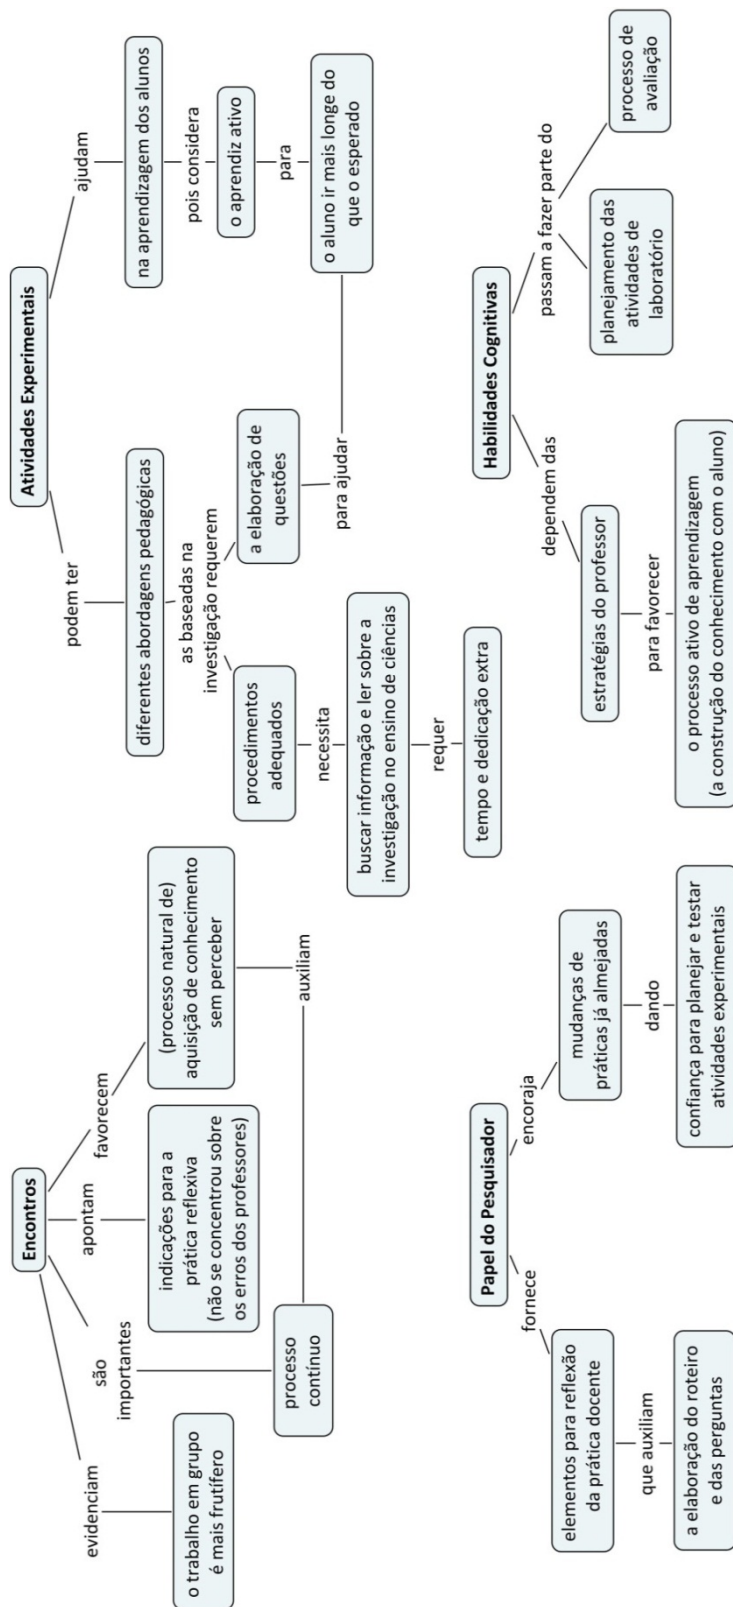 Encontros
evidenciam
o trabalho em grupo
é mais frutífero
são
importantes
processo
contínuo
apontam
indicações para a
prática reflexiva
(não se concentrou sobre
os erros dos professores)
favorecem
(processo natural de)
aquisição de conhecimento
sem perceber
auxiliam
Atividades Experimentais
podem ter
diferentes abordagens pedagógicas
as baseadas na
investigação requerem
procedimentos
adequados
necessita
buscar informação e ler sobre a
investigação no ensino de ciências
requer
tempo e dedicação extra
a elaboração de
questões
para ajudar
ajudam
na aprendizagem dos alunos
pois considera
o aprendiz ativo
para
o aluno ir mais longe do
que o esperado
Papel do Pesquisador
fornece
elementos para reflexão
da prática docente
que auxiliam
a elaboração do roteiro
e das perguntas
encoraja
mudanças de
práticas já almejadas
dando
confiança para planejar e testar
atividades experimentais
Habilidades Cognitivas
dependem das
estratégias do professor
para favorecer
o processo ativo de aprendizagem
(a construção do conhecimento com o aluno)
passam a fazer parte do
planejamento das
atividades de
laboratório
processo de
avaliação